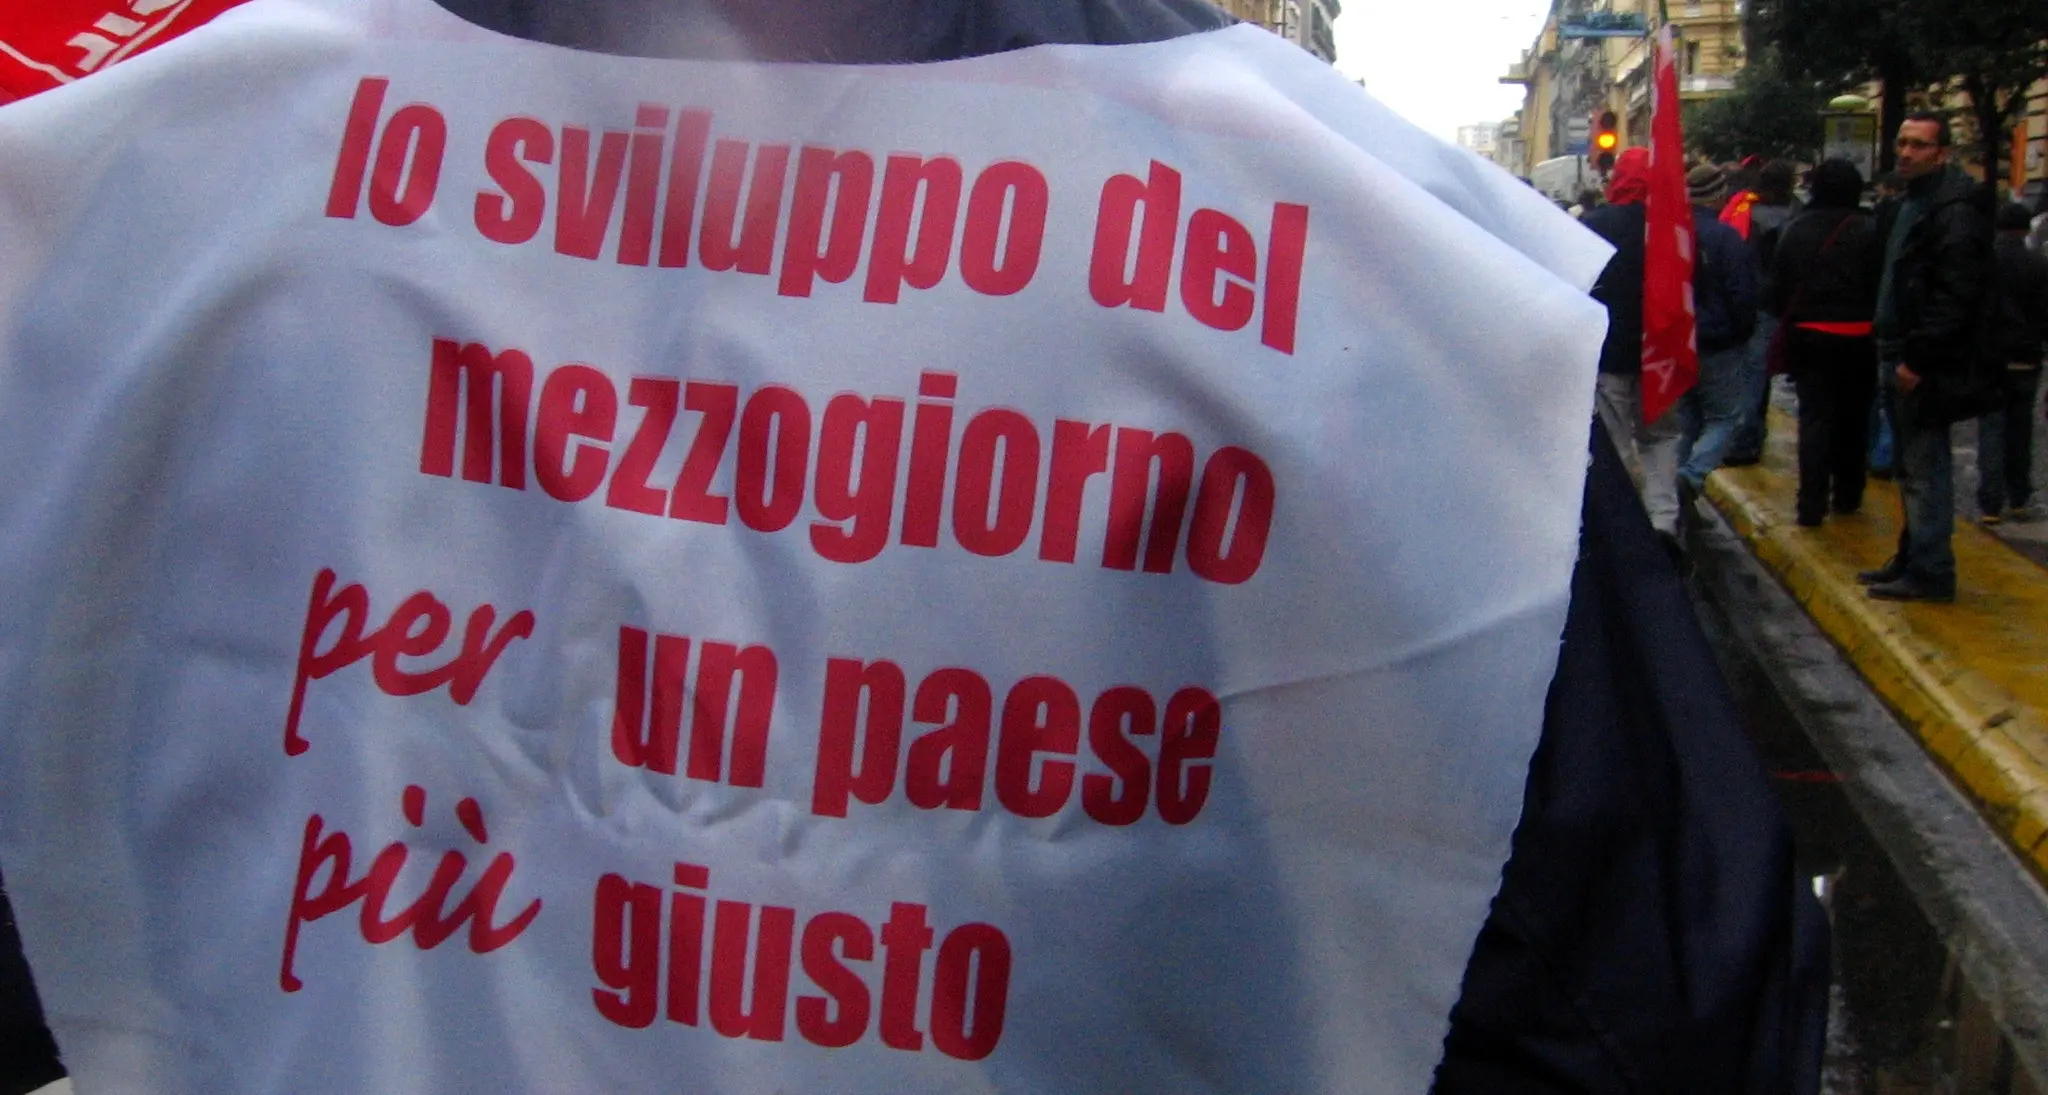 lo sviluppo del
mezzogiorno
per un paese
più giusto